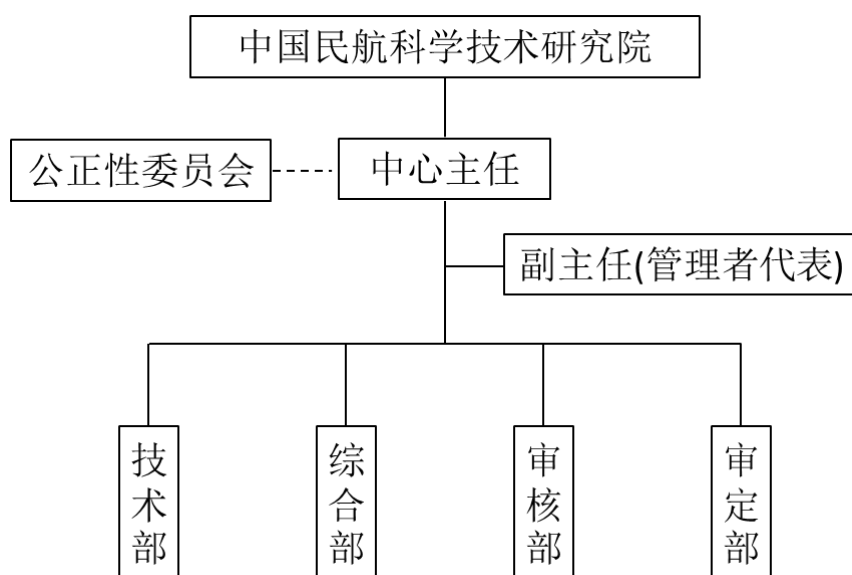 中国民航科学技术研究院
公正性委员会
中心主任
副主任(管理者代表)
技术部
综合部
审核部
审定部